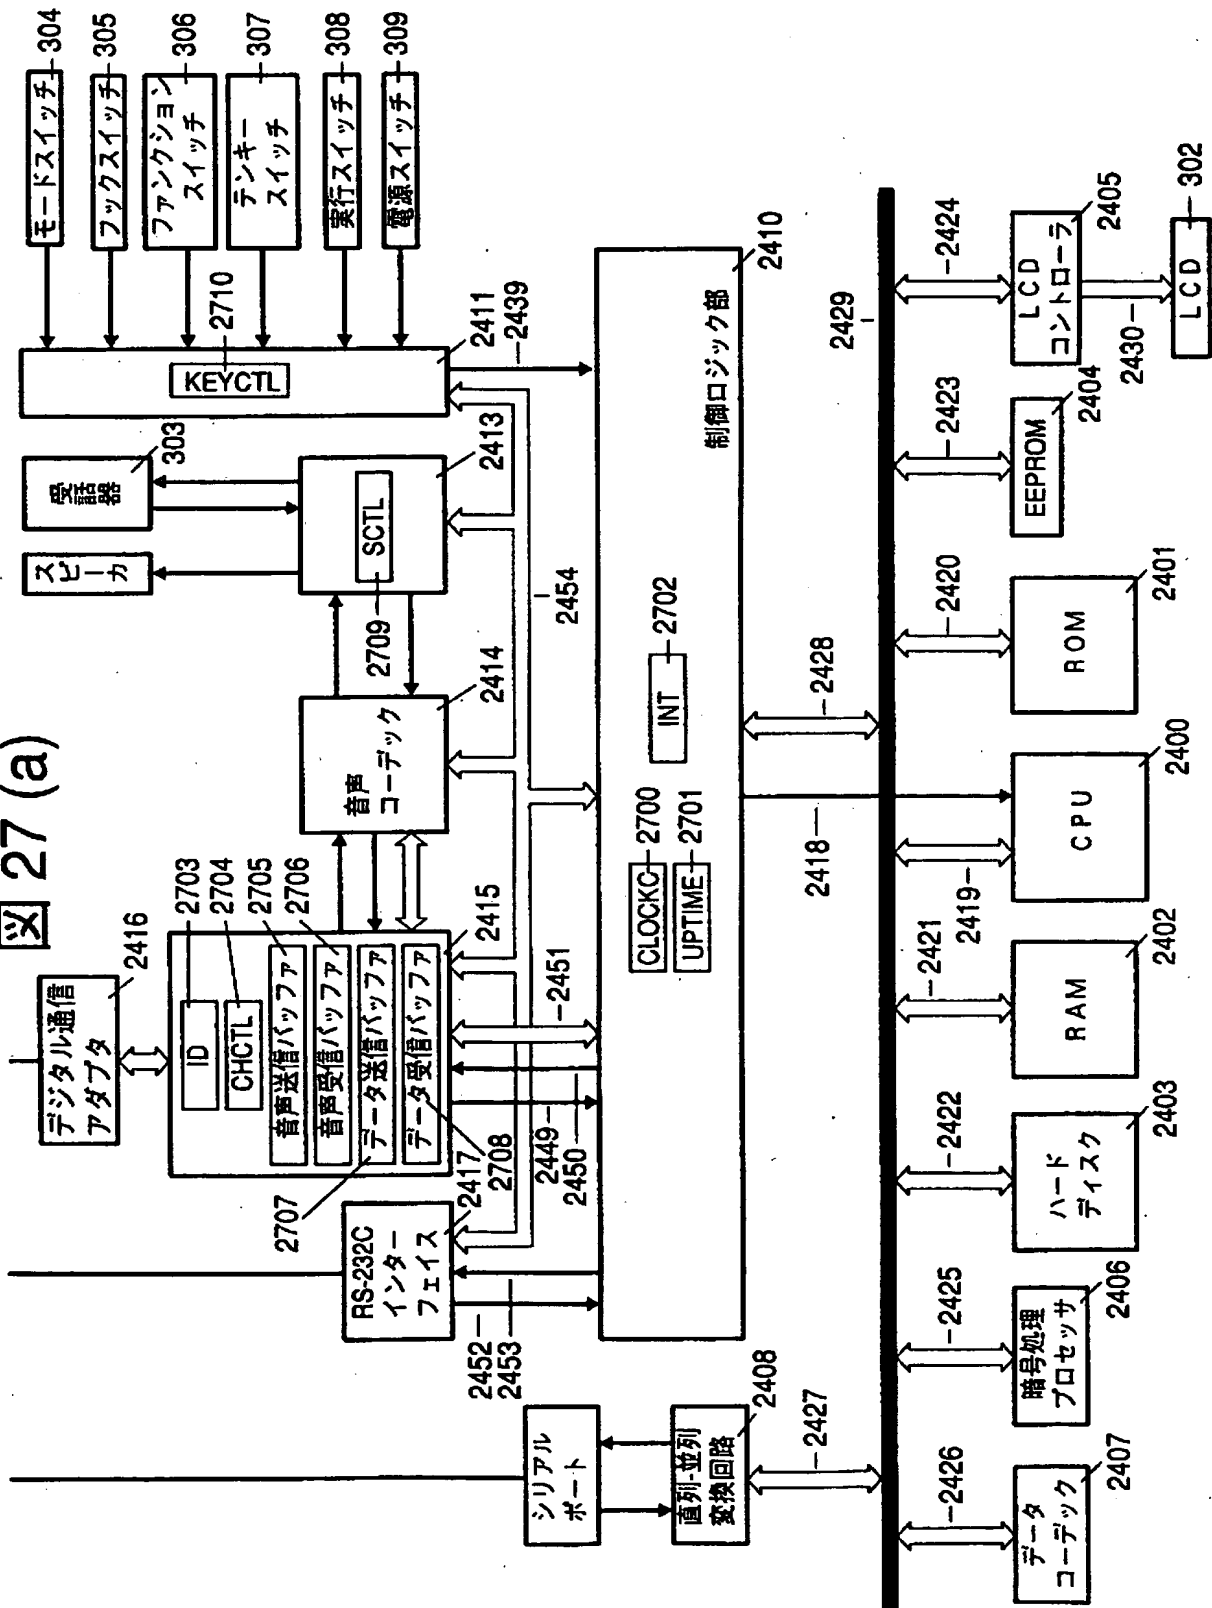 図 27 (a)
デジタル通信
アダプタ
2416
ID
2703
CHCTL
2704
音声送信バッファ
2705
音声受信バッファ
2706
データ送信バッファ
2707
データ受信バッファ
2708
2415
RS-232C
インター
フェイス
2417
シリアル
ポート
直列-並列
変換回路
2408
2427
2452
2453
2449
2450
2451
音声
コーデック
2414
スピーカ
受話器
303
SCTL
2709
2413
2454
KEYCTL
2710
2411
2439
モードスイッチ
304
フックスイッチ
305
ファンクション
スイッチ
306
テンキー
スイッチ
307
実行スイッチ
308
電源スイッチ
309
CLOCKC
2700
UPTIME
2701
INT
2702
制御ロジック部
2410
2418
2428
2429
2426
2425
2422
2421
2419
2420
2423
2424
データ
コーデック
2407
暗号処理
プロセッサ
2406
ハード
ディスク
2403
RAM
2402
CPU
2400
ROM
2401
EEPROM
2404
LCD
コントローラ
2405
2430
LCD
302